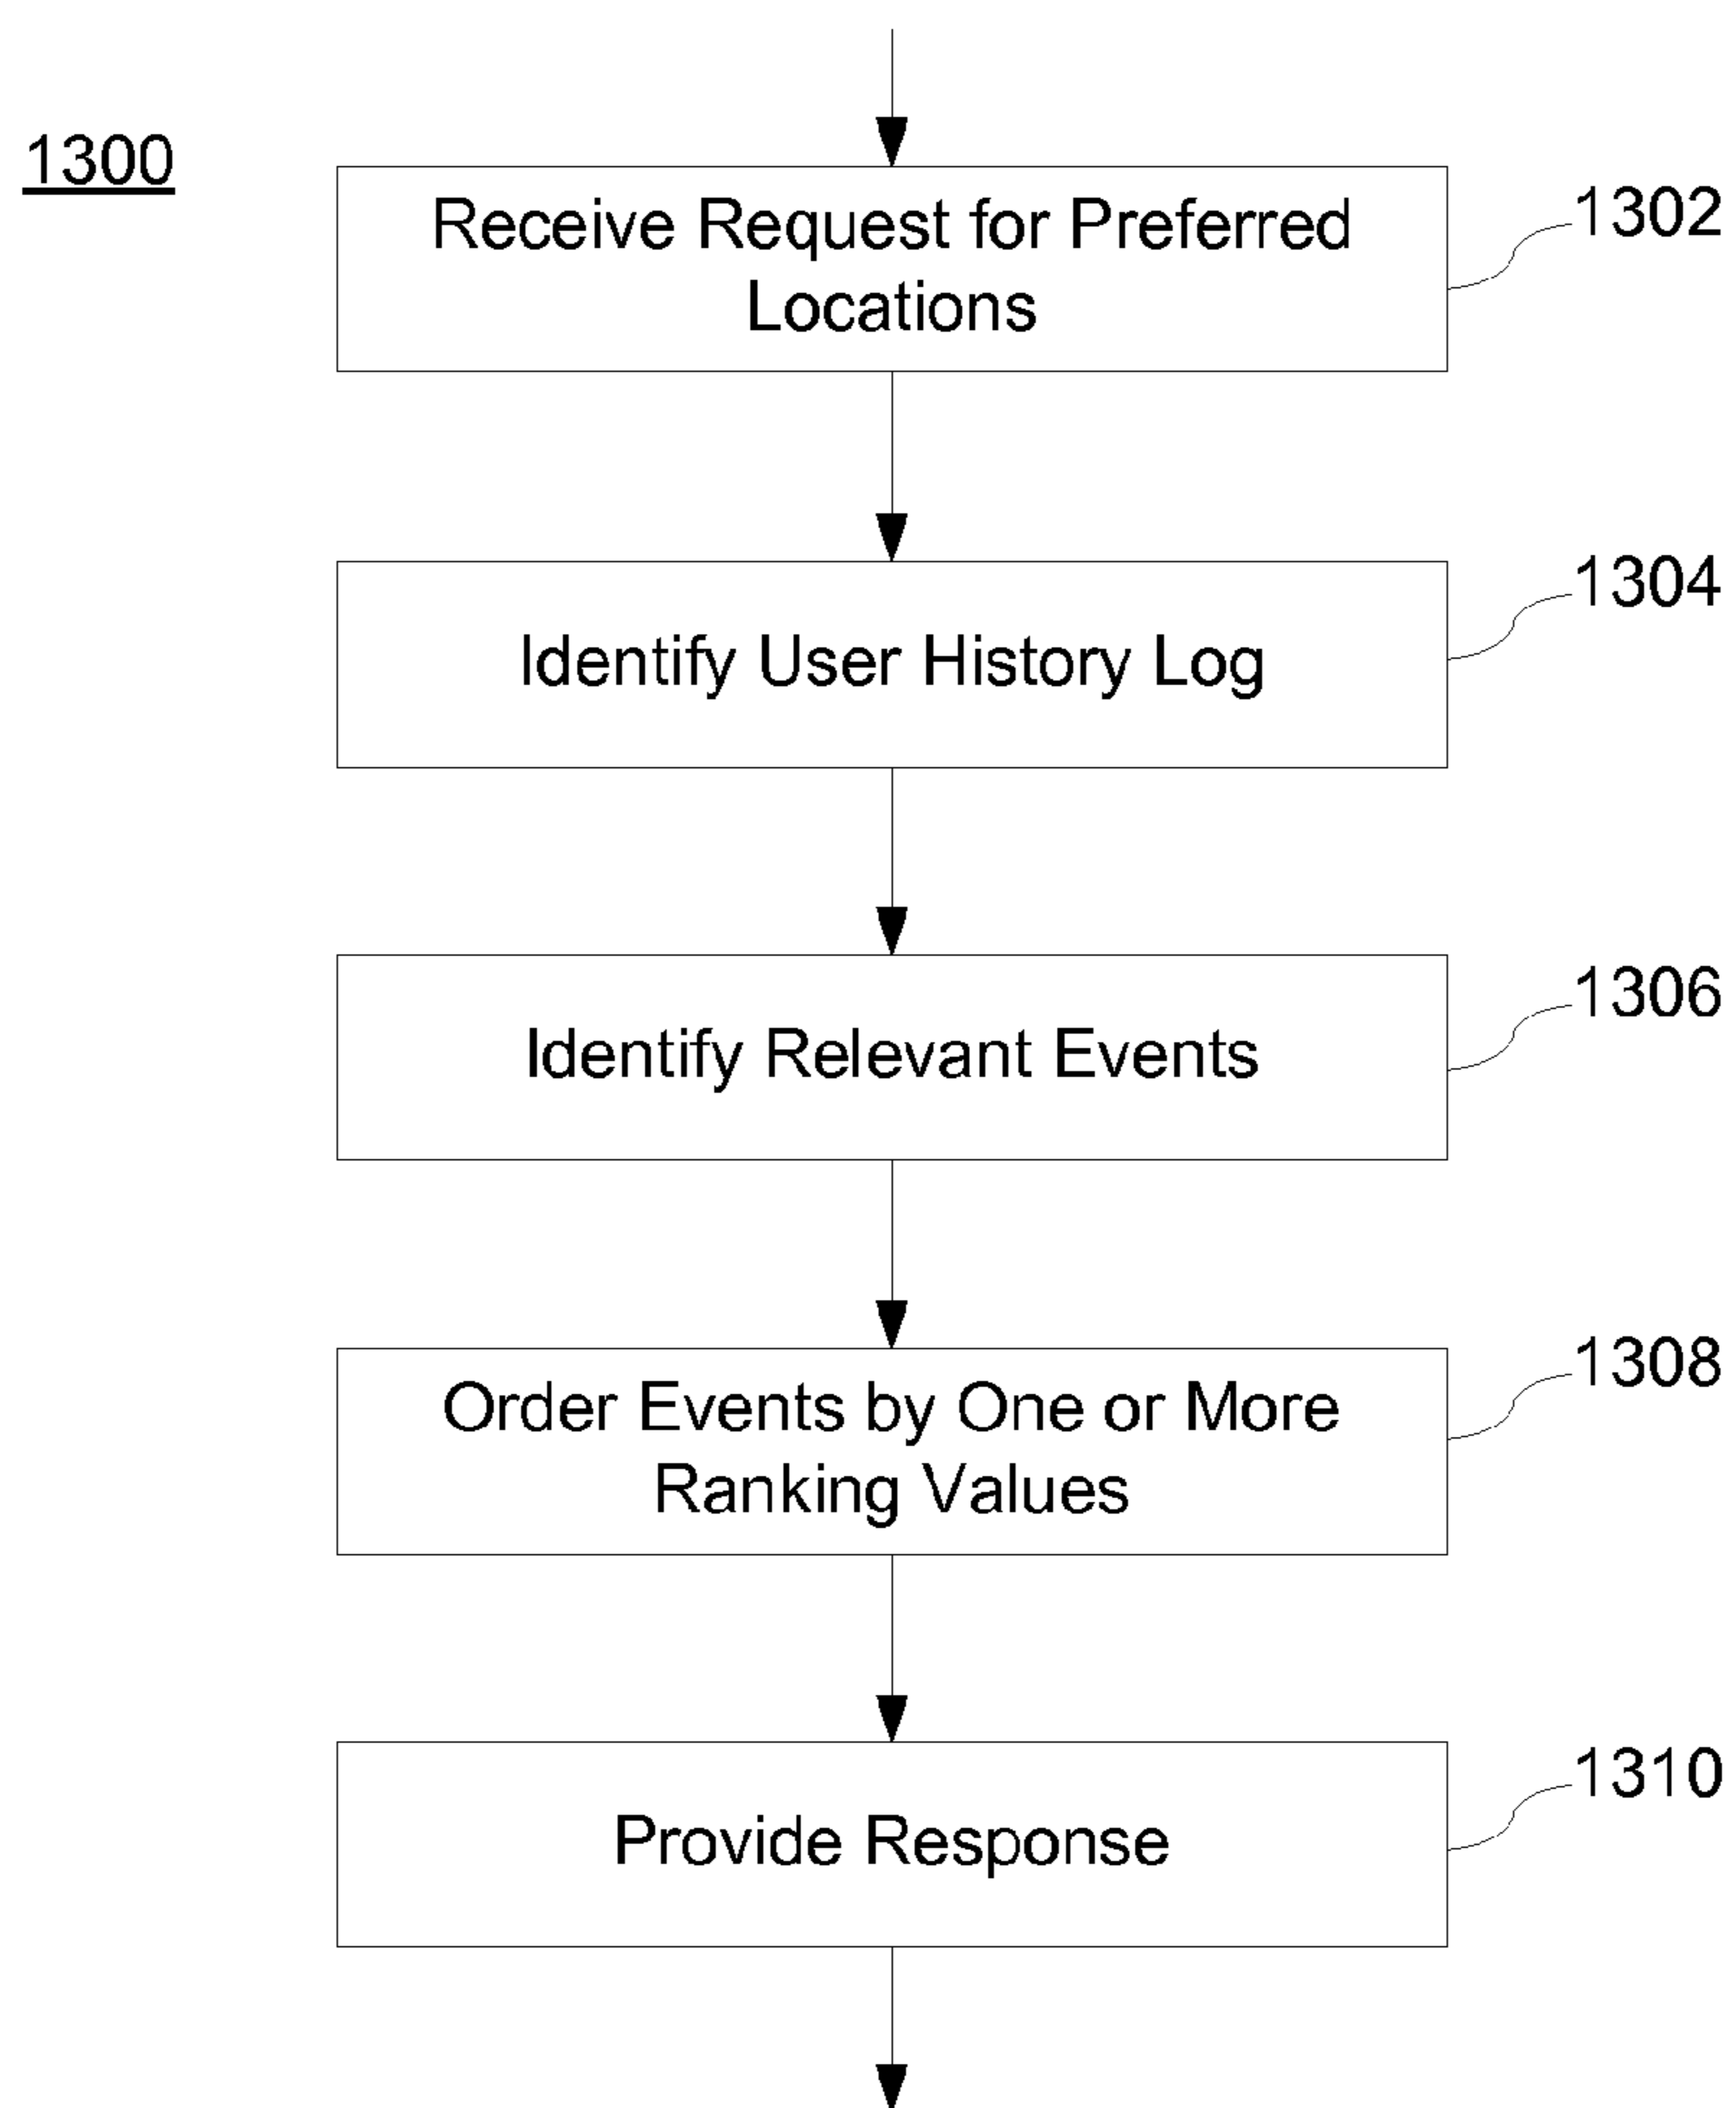 1300
Receive Request for Preferred
Locations
1302
Identify User History Log
1304
Identify Relevant Events
1306
Order Events by One or More
Ranking Values
1308
Provide Response
1310